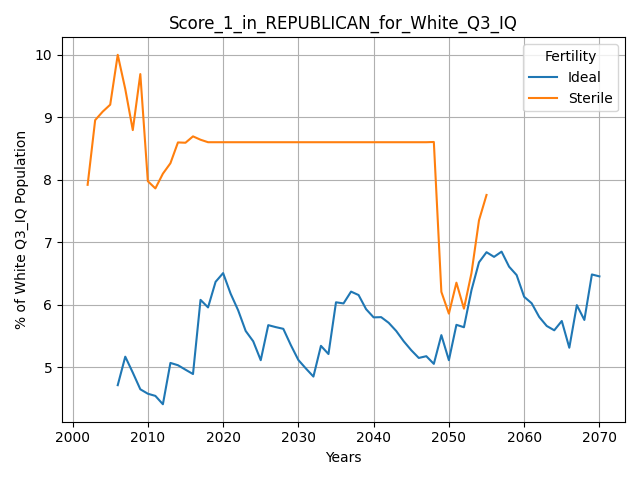 Score_1_in_REPUBLICAN_for_White_Q3_IQ
Fertility
Ideal
Sterile
% of White Q3_IQ Population
10
9
8
7
6
5
2000 2010 2020 2030 2040 2050 2060 2070
Years